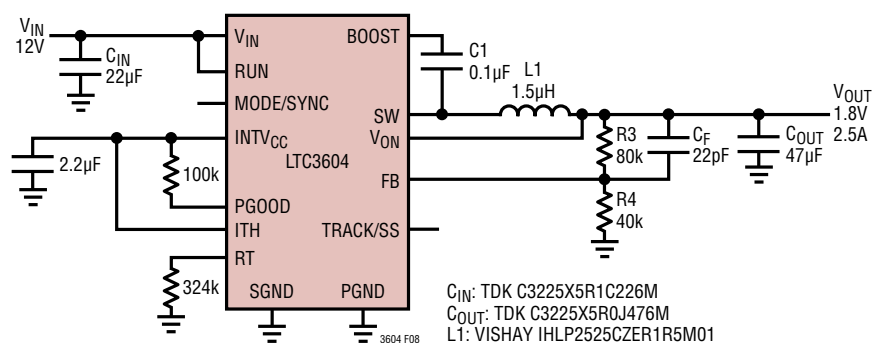 VIN
12V
CIN
22µF
VIN
RUN
MODE/SYNC
INTVCC
LTC3604
PGOOD
ITH
RT
SGND
PGND
BOOST
SW
VON
FB
TRACK/SS
2.2µF
100k
324k
C1
0.1µF
L1
1.5µH
R3
80k
CF
22pF
R4
40k
COUT
47µF
VOUT
1.8V
2.5A
CIN: TDK C3225X5R1C226M
COUT: TDK C3225X5R0J476M
L1: VISHAY IHLP2525CZER1R5M01
3604 F08